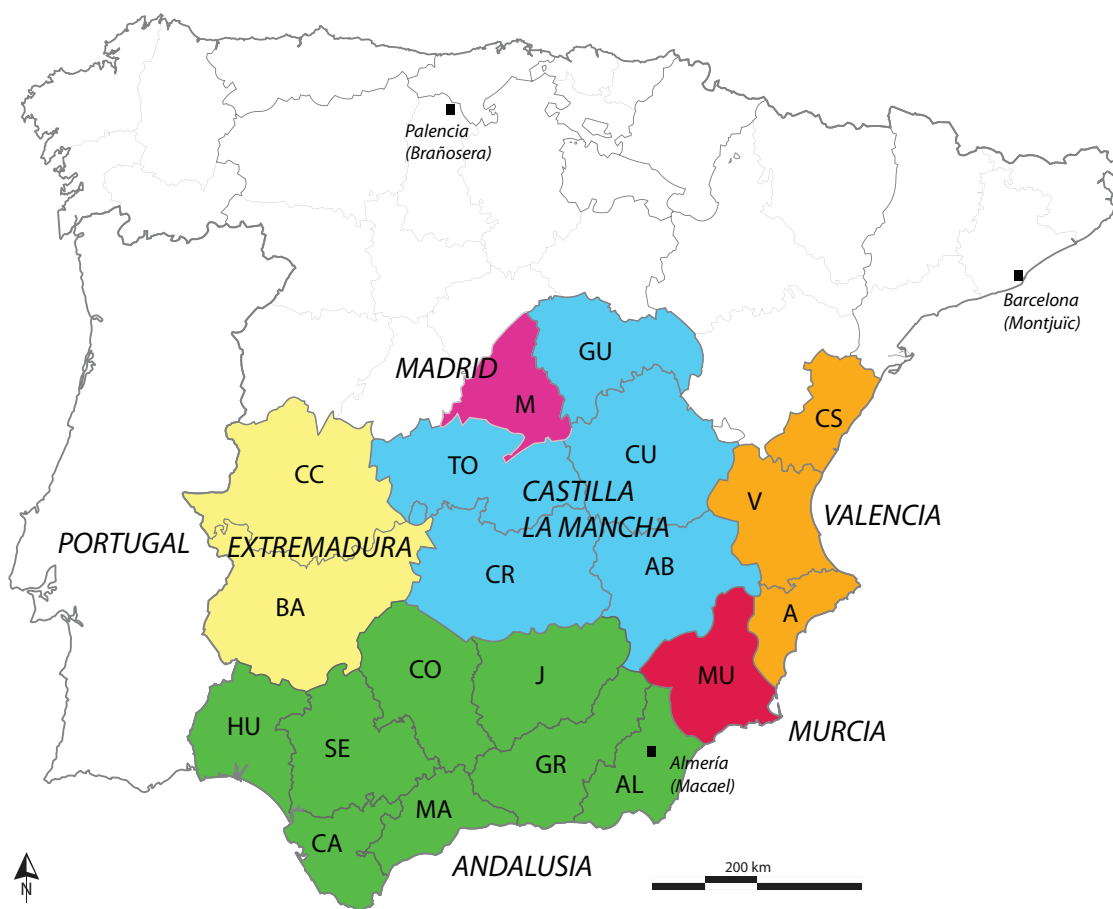 Palencia
(Brañosera)
Barcelona
(Montjuïc)
GU
MADRID
M
CS
CC
TO
CU
CASTILLA
LA MANCHA
V
VALENCIA
PORTUGAL
EXTREMADURA
CR
AB
BA
A
CO
J
MU
HU
SE
MURCIA
GR
Almería
(Macael)
AL
MA
CA
ANDALUSIA
200 km
N